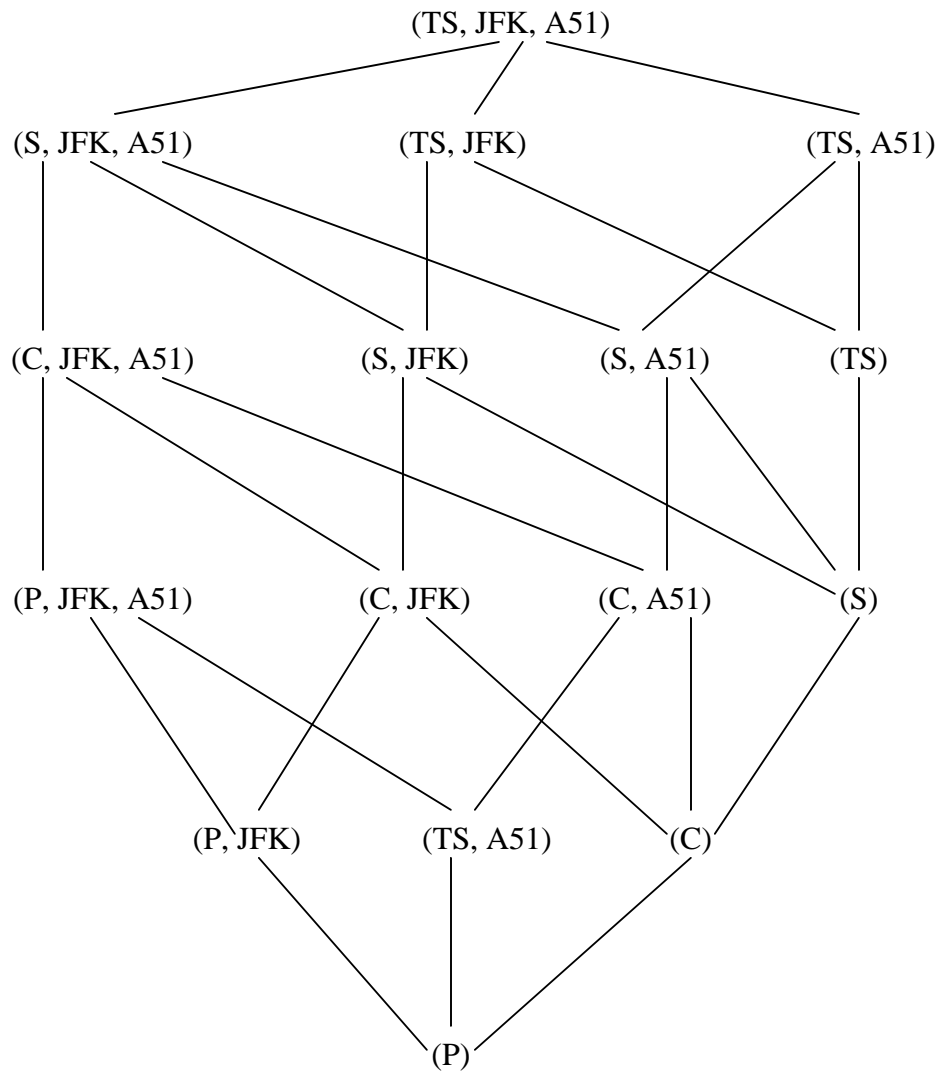 (TS, JFK, A51)
(S, JFK, A51) (TS, JFK) (TS, A51)
(C, JFK, A51) (S, JFK) (S, A51) (TS)
(P, JFK, A51) (C, JFK) (C, A51) (S)
(P, JFK) (TS, A51) (C)
(P)